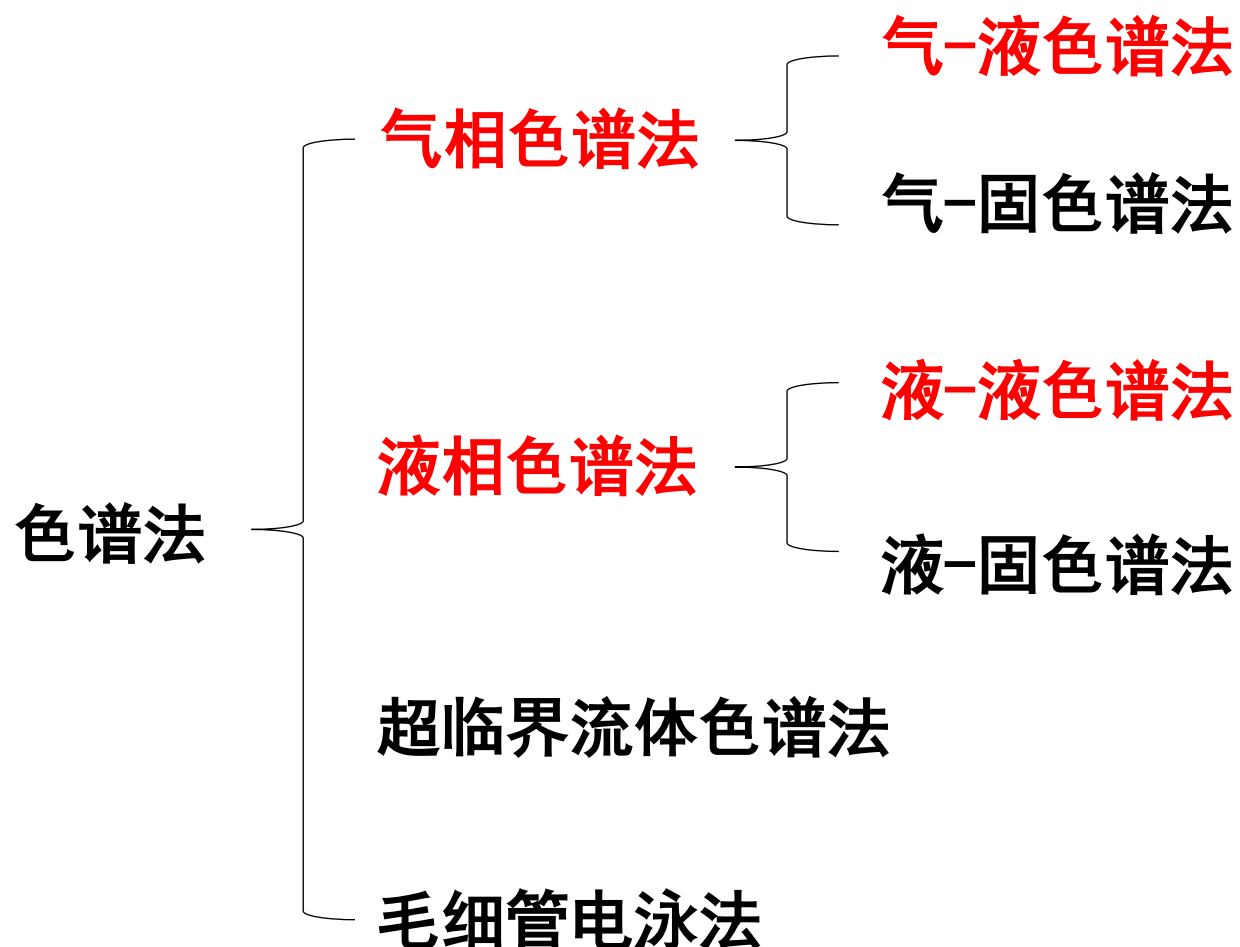 气-液色谱法
气相色谱法
气-固色谱法
液-液色谱法
液相色谱法
色谱法
液-固色谱法
超临界流体色谱法
毛细管电泳法